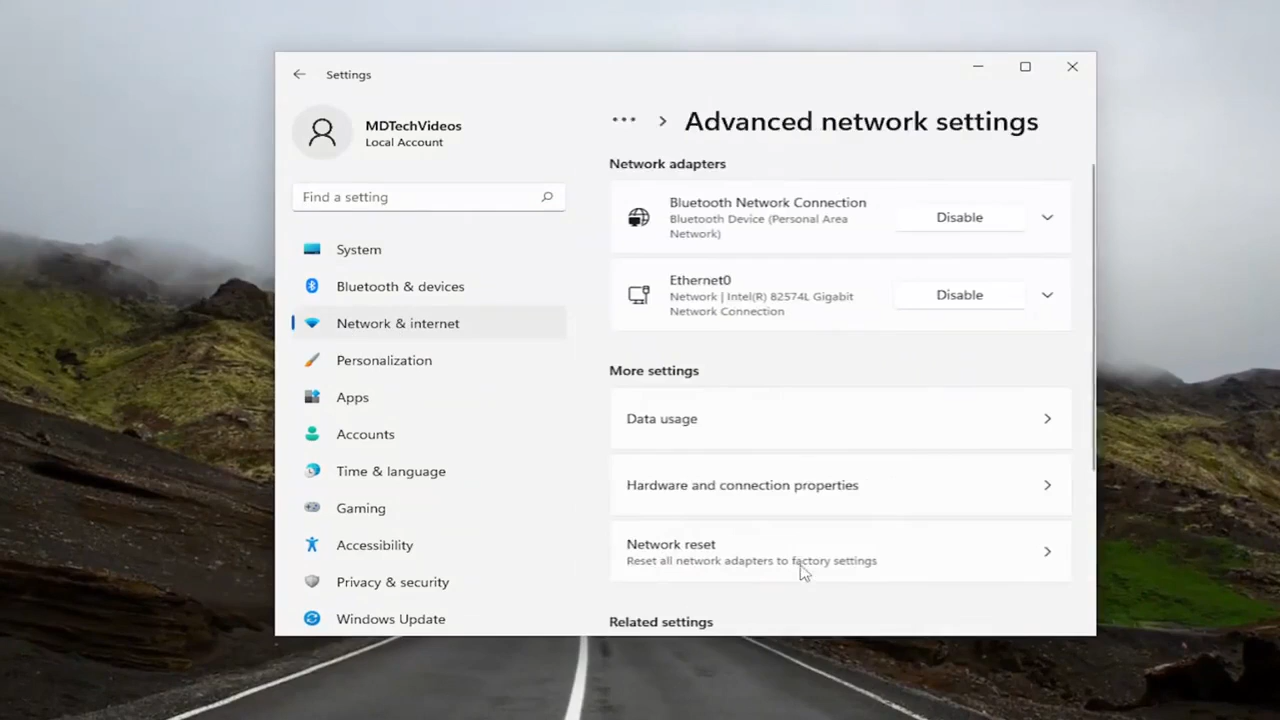 Settings
MDTechVideos
Local Account
Find a setting
System
Bluetooth & devices
Network & internet
Personalization
Apps
Accounts
Time & language
Gaming
Accessibility
Privacy & security
Windows Update
... > Advanced network settings
Network adapters
Bluetooth Network Connection
Bluetooth Device (Personal Area
Network)
Disable
Ethernet0
Network | Intel(R) 82574L Gigabit
Network Connection
Disable
More settings
Data usage
Hardware and connection properties
Network reset
Reset all network adapters to factory settings
Related settings